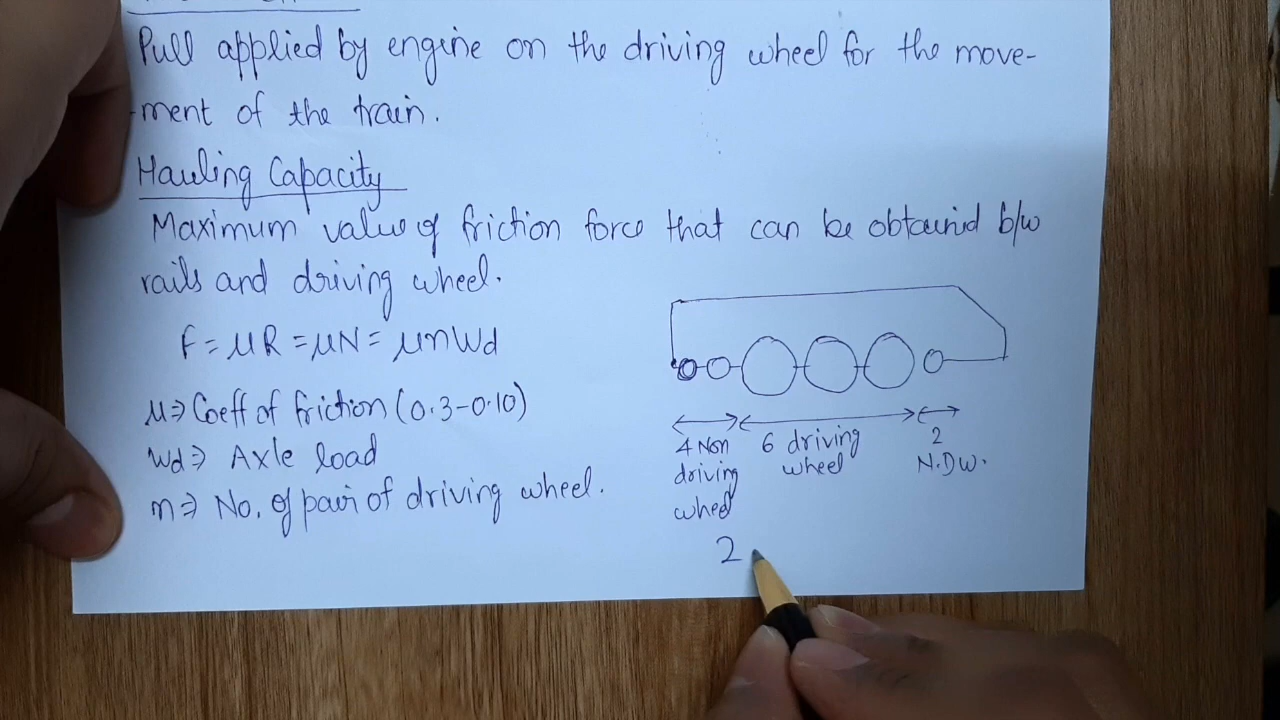 Pull applied by engine on the driving wheel for the move-
-ment of the train.
Hauling Capacity
Maximum value of friction force that can be obtained b/w
rails and driving wheel.
F = μR = μN = μnWd
μ⇒ Coeff of friction (0.3-0.10)
Wd⇒ Axle load
n⇒ No. of pair of driving wheel.
4 Non
driving
wheel
6 driving
wheel
2
N.D.W.
2